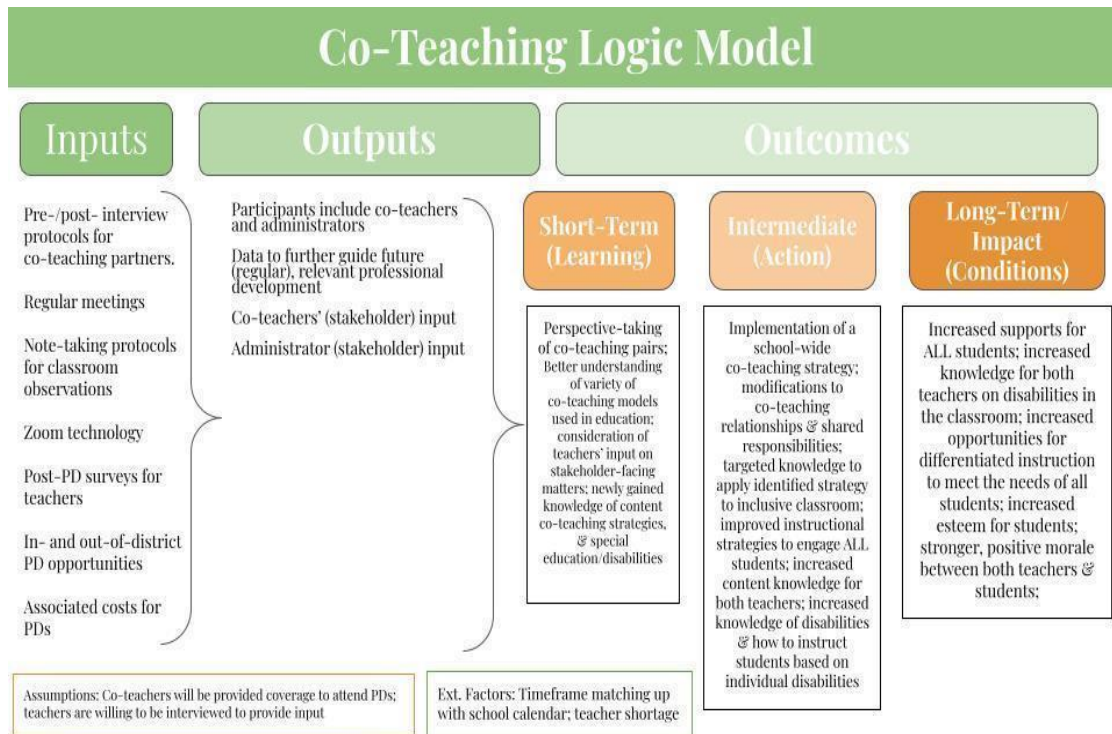 Co-Teaching Logic Model
Inputs
Outputs
Outcomes
Pre-/post- interview
protocols for
co-teaching partners.
Regular meetings
Note-taking protocols
for classroom
observations
Zoom technology
Post-PD surveys for
teachers
In- and out-of-district
PD opportunities
Associated costs for
PDs
Participants include co-teachers
and administrators
Data to further guide future
(regular), relevant professional
development
Co-teachers’ (stakeholder) input
Administrator (stakeholder) input
Short-Term
(Learning)
Perspective-taking
of co-teaching pairs;
Better understanding
of variety of
co-teaching models
used in education;
consideration of
teachers’ input on
stakeholder-facing
matters; newly gained
knowledge of content
co-teaching strategies,
& special
education/disabilities
Intermediate
(Action)
Implementation of a
school-wide
co-teaching strategy;
modifications to
co-teaching
relationships & shared
responsibilities;
targeted knowledge to
apply identified strategy
to inclusive classroom;
improved instructional
strategies to engage ALL
students; increased
content knowledge for
both teachers; increased
knowledge of disabilities
& how to instruct
students based on
individual disabilities
Long-Term/
Impact
(Conditions)
Increased supports for
ALL students; increased
knowledge for both
teachers on disabilities in
the classroom; increased
opportunities for
differentiated instruction
to meet the needs of all
students; increased
esteem for students;
stronger, positive morale
between both teachers &
students;
Assumptions: Co-teachers will be provided coverage to attend PDs;
teachers are willing to be interviewed to provide input
Ext. Factors: Timeframe matching up
with school calendar; teacher shortage